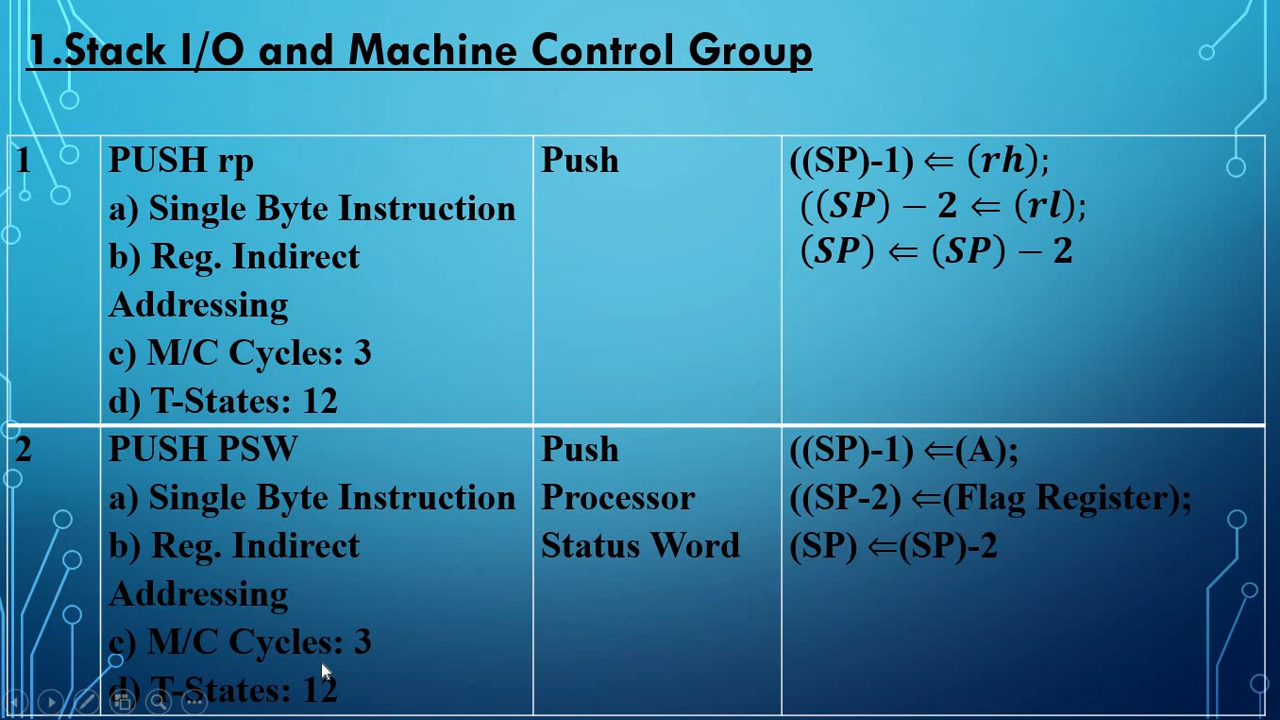 1.Stack I/O and Machine Control Group
1
PUSH rp
a) Single Byte Instruction
b) Reg. Indirect
Addressing
c) M/C Cycles: 3
d) T-States: 12
Push
((SP)-1) ⇐ (rh);
((SP) − 2 ⇐ (rl);
(SP) ⇐ (SP) − 2
2
PUSH PSW
a) Single Byte Instruction
b) Reg. Indirect
Addressing
c) M/C Cycles: 3
d) T-States: 12
Push
Processor
Status Word
((SP)-1) ⇐(A);
((SP-2) ⇐(Flag Register);
(SP) ⇐(SP)-2